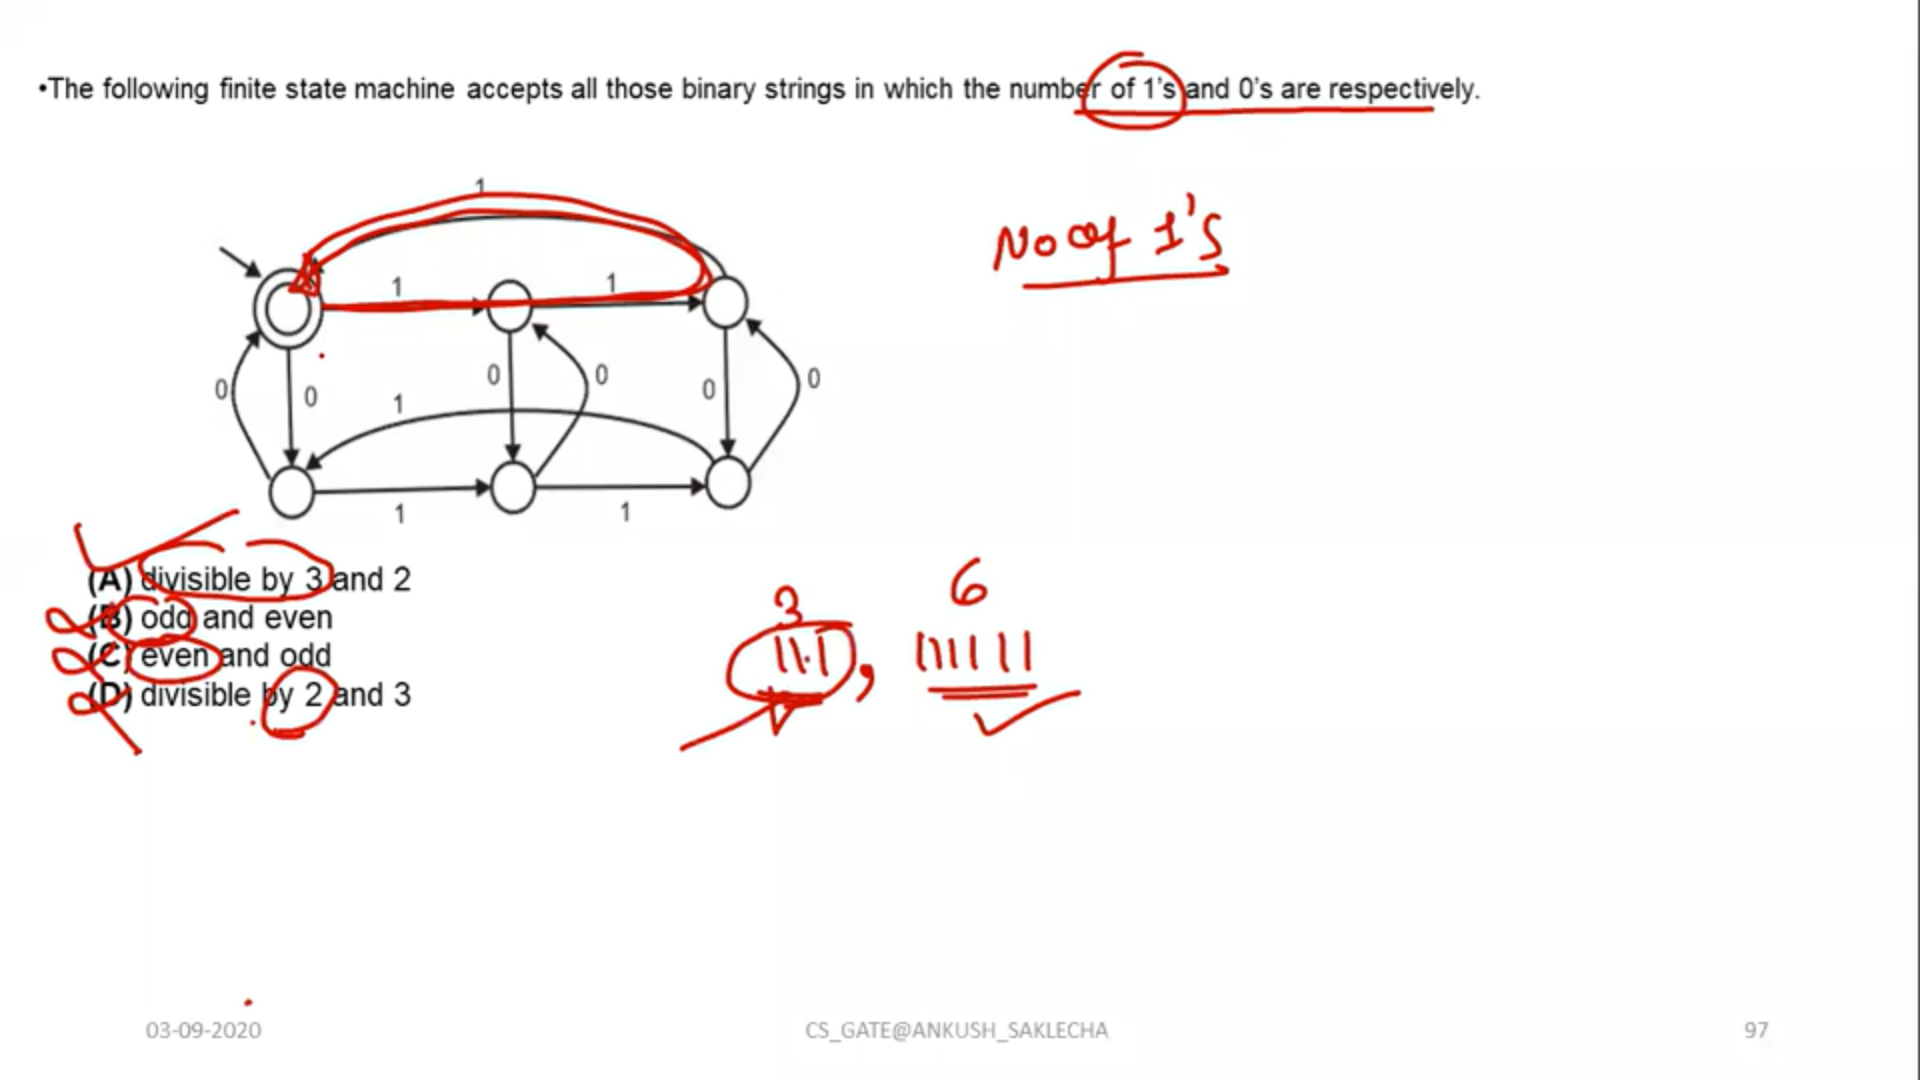 •The following finite state machine accepts all those binary strings in which the number of 1's and 0's are respectively.
No of 1's
1
1 1
0 0 0 0 0 0
1
1 1
(A) divisible by 3 and 2
(B) odd and even
(C) even and odd
(D) divisible by 2 and 3
3 6
111, 111111
03-09-2020 CS_GATE@ANKUSH_SAKLECHA 97